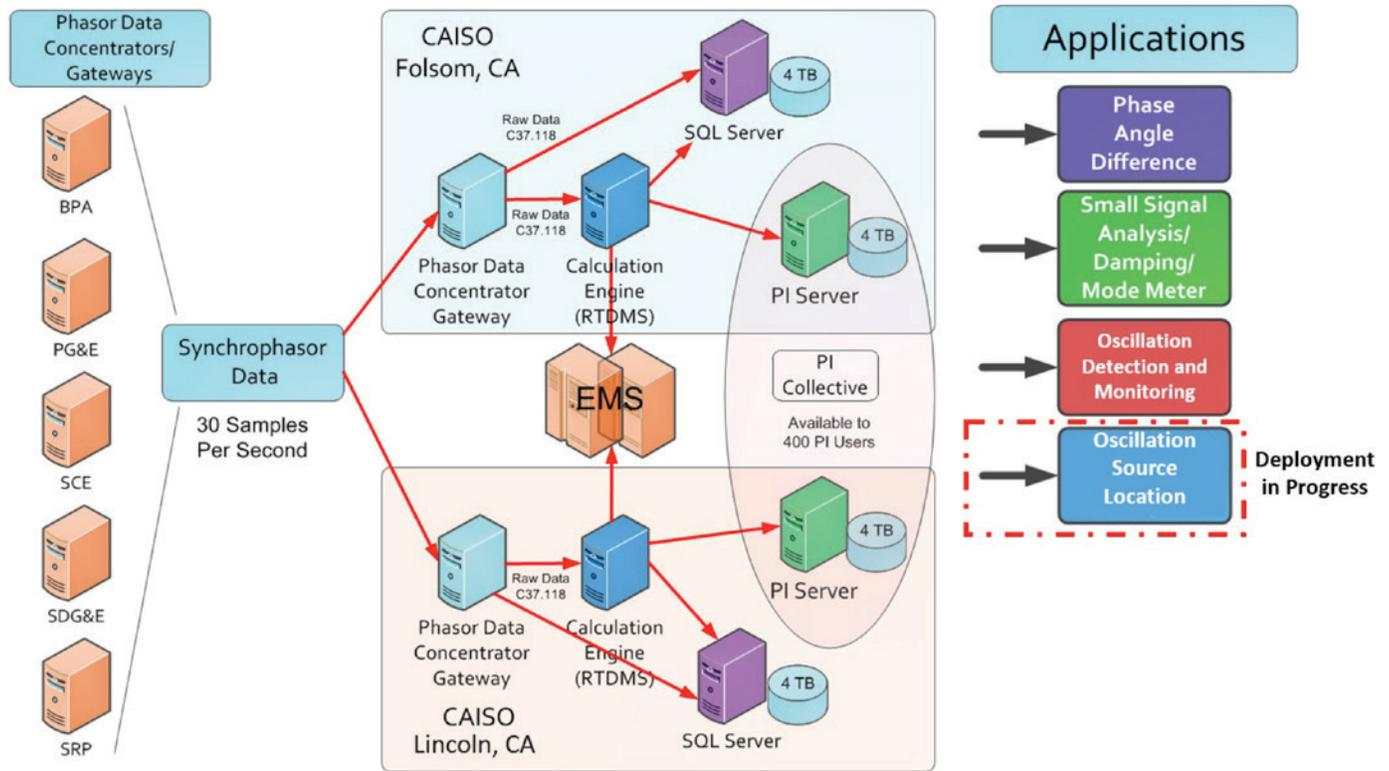 Phasor Data
Concentrators/
Gateways
BPA
PG&E
SCE
SDG&E
SRP
Synchrophasor
Data
30 Samples
Per Second
CAISO
Folsom, CA
Raw Data
C37.118
Raw Data
C37.118
Phasor Data
Concentrator
Gateway
Calculation
Engine
(RTDMS)
4 TB
SQL Server
4 TB
PI Server
EMS
PI
Collective
Available to
400 PI Users
Raw Data
C37.118
Phasor Data
Concentrator
Gateway
Calculation
Engine
(RTDMS)
4 TB
PI Server
4 TB
SQL Server
CAISO
Lincoln, CA
Applications
Phase
Angle
Difference
Small Signal
Analysis/
Damping/
Mode Meter
Oscillation
Detection and
Monitoring
Oscillation
Source
Location
Deployment
in Progress